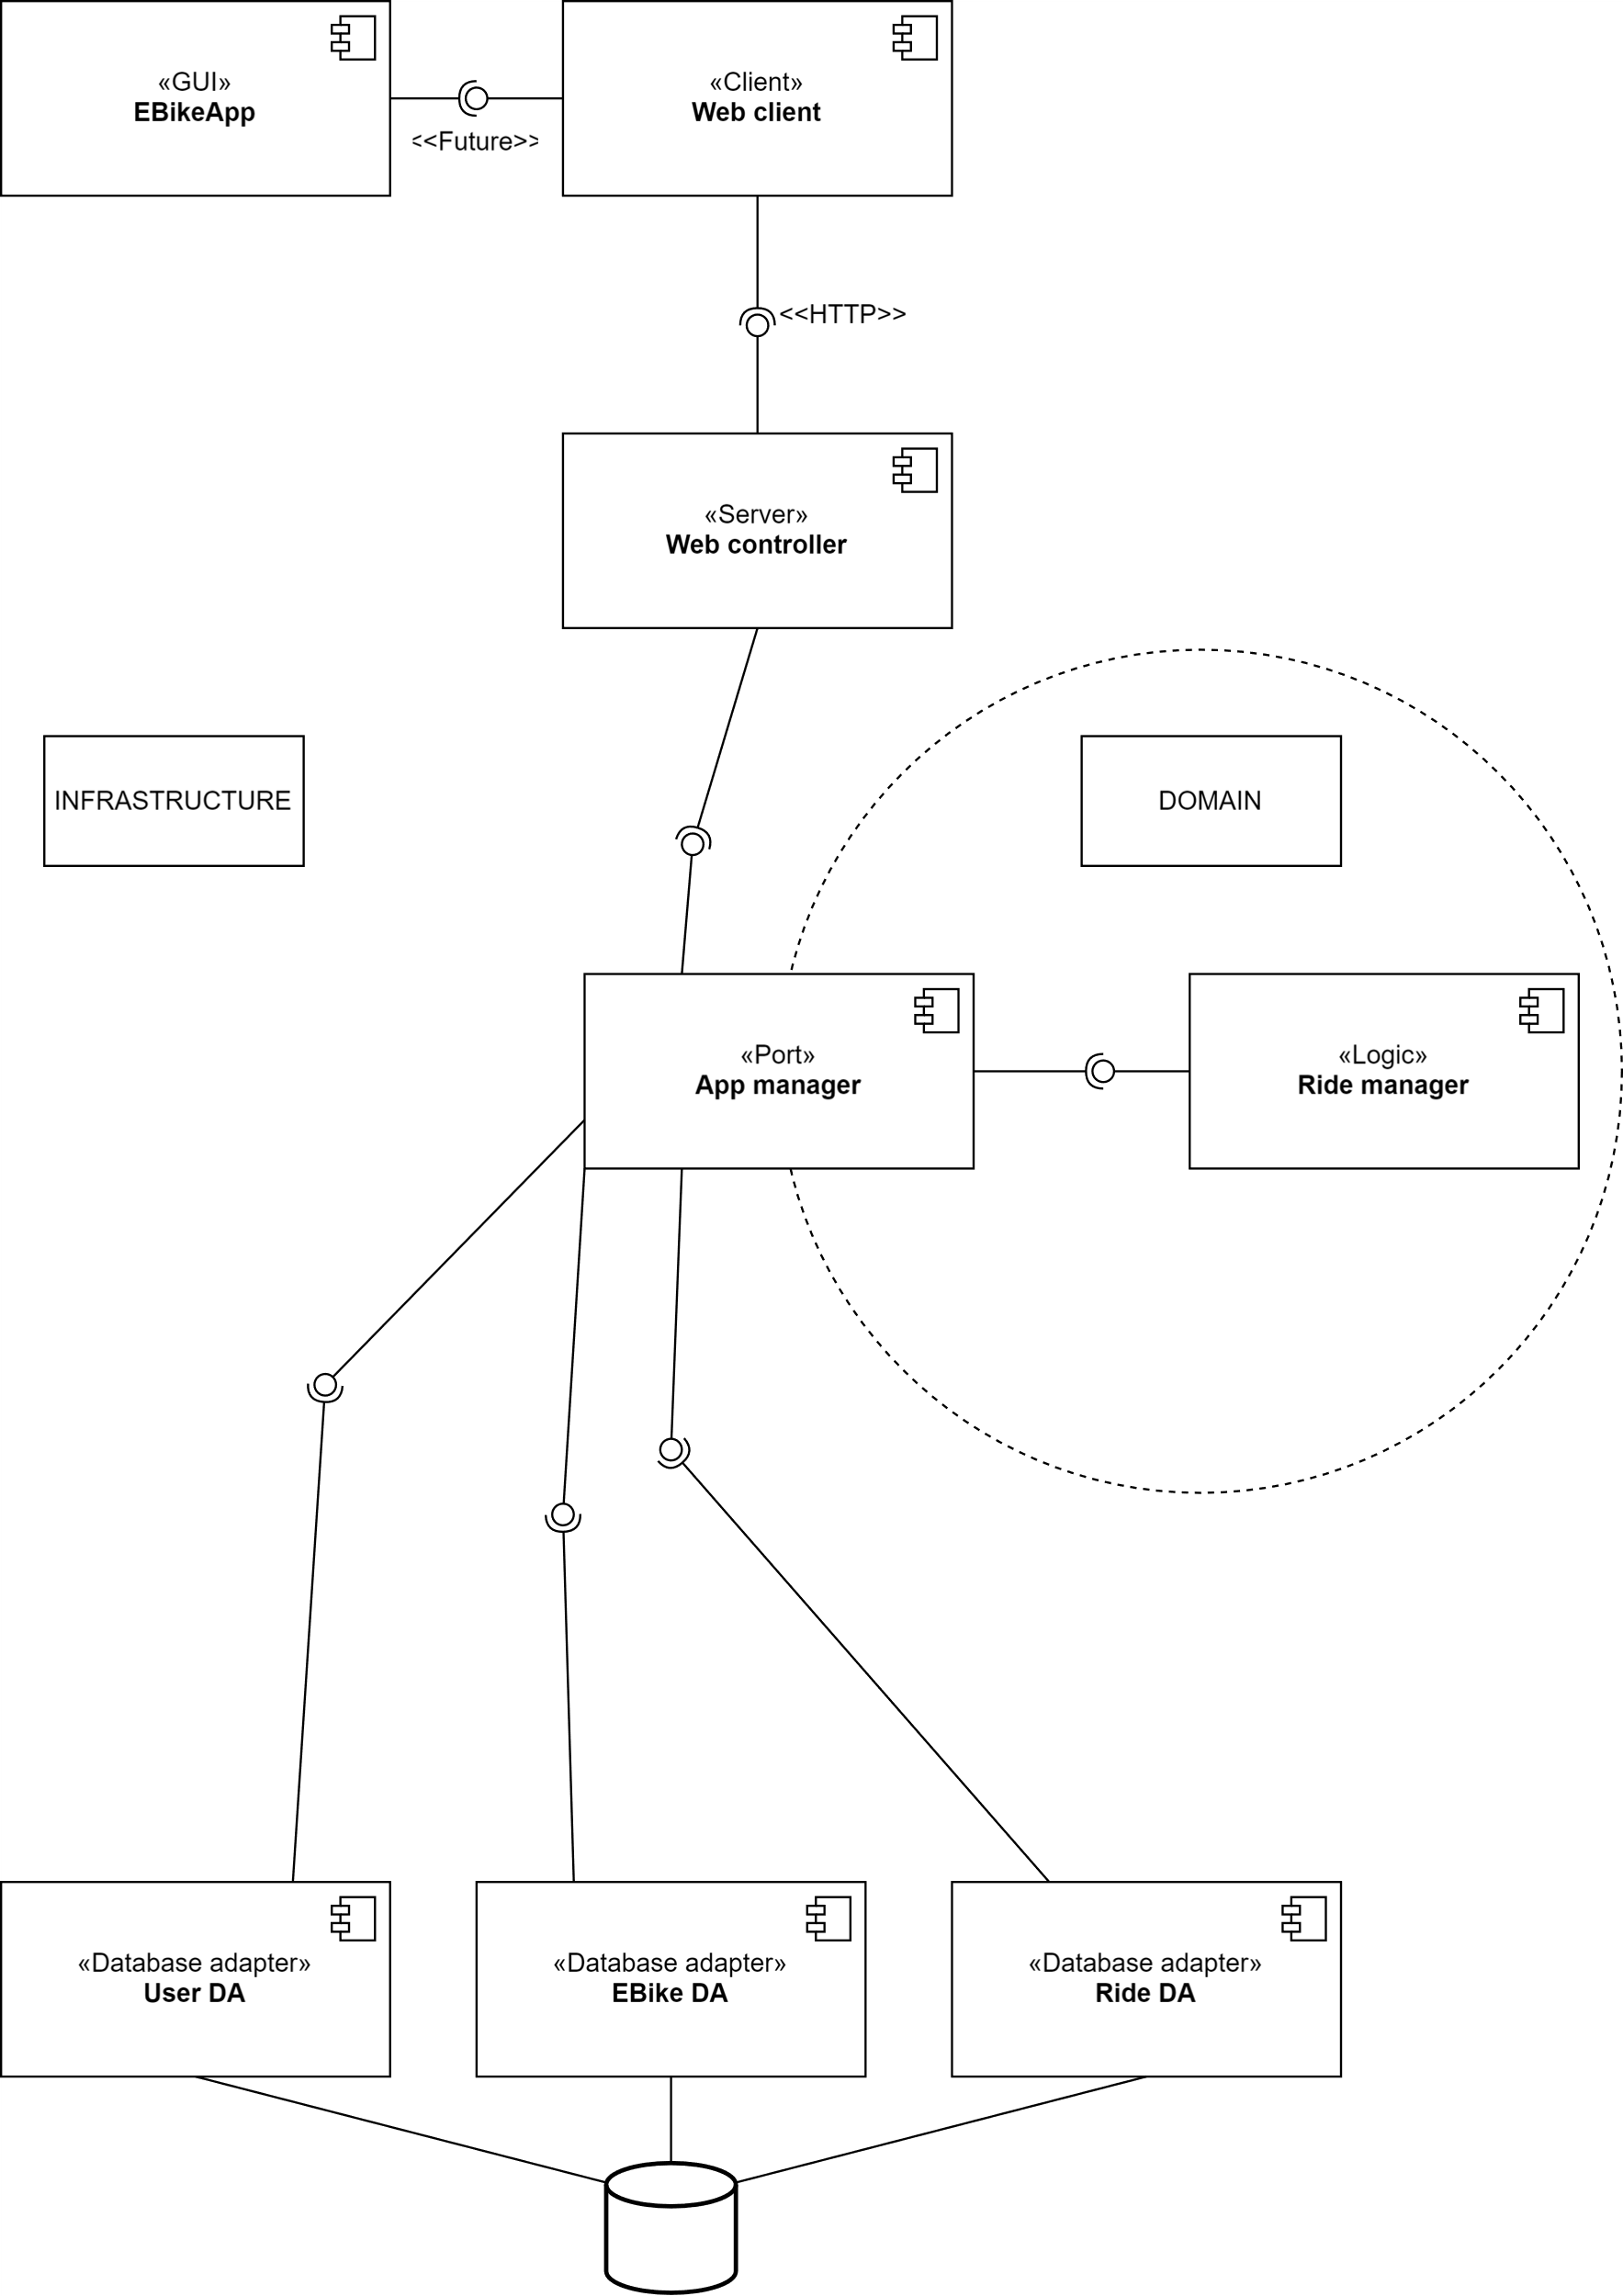 «GUI»
EBikeApp
<<Future>>
«Client»
Web client
<<HTTP>>
«Server»
Web controller
INFRASTRUCTURE
DOMAIN
«Port»
App manager
«Logic»
Ride manager
«Database adapter»
User DA
«Database adapter»
EBike DA
«Database adapter»
Ride DA